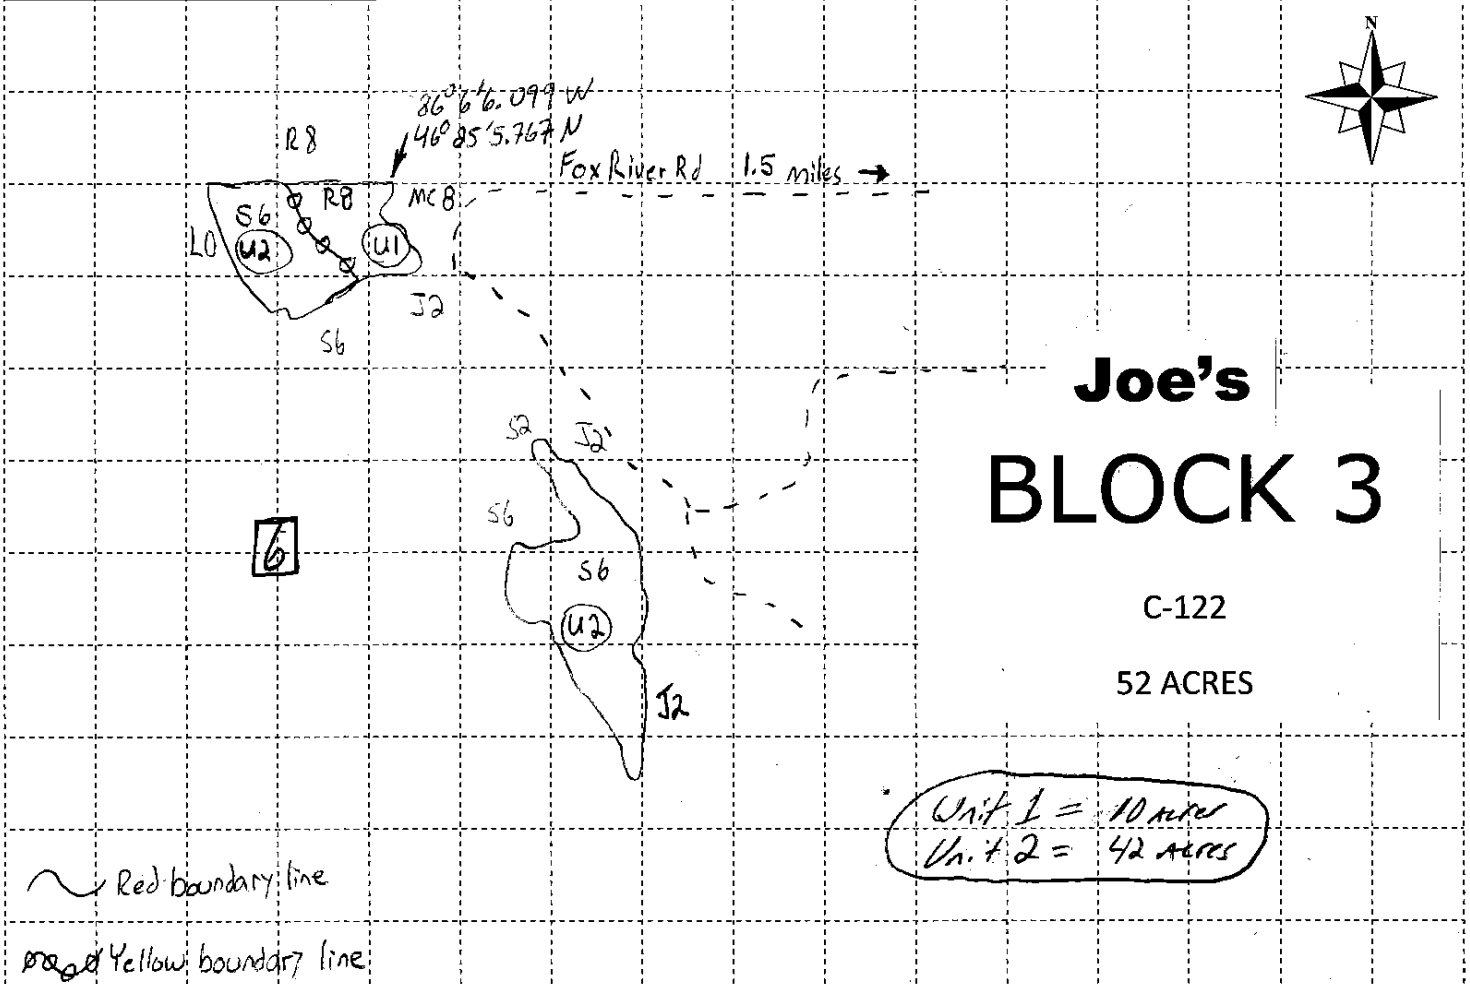 N
86° 6' 6.099 W
46° 25' 5.767 N
R8
Fox River Rd 1.5 miles
R8
MC8
S6
L0
U2
U1
J2
S6
Joe's
S2
J2
BLOCK 3
S6
6
S6
C-122
U2
52 ACRES
J2
Unit 1 = 10 Acres
Unit 2 = 42 Acres
Red boundary line
Yellow boundary line